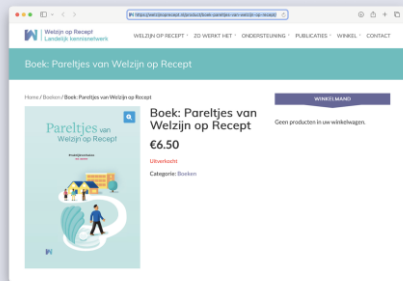 Welzijn op Recept
Landelijk kennisnetwerk
WELZIJN OP RECEPT ZO WERKT HET ONDERSTEUNING PUBLICATIES WINKEL CONTACT
Boek: Pareltjes van Welzijn op Recept
Home / Boeken / Boek: Pareltjes van Welzijn op Recept
Pareltjes van
Welzijn op Recept
Boek: Pareltjes van
Welzijn op Recept
€6.50
Uitverkocht
Categorie: Boeken
WINKELMAND
Geen producten in uw winkelwagen.